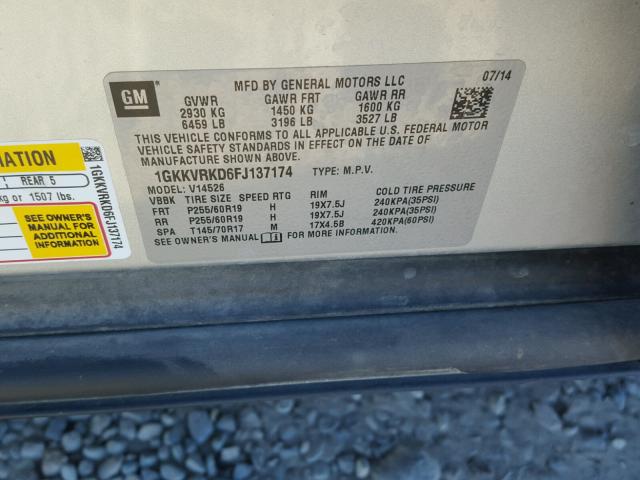 GM
MFD BY GENERAL MOTORS LLC
07/14
GVWR GAWR FRT GAWR RR
2930 KG 1450 KG 1600 KG
6459 LB 3196 LB 3527 LB
THIS VEHICLE CONFORMS TO ALL APPLICABLE U.S. FEDERAL MOTOR
VEHICLE SAFETY, BUMPER, AND THEFT PREVENTION
STANDARDS IN EFFECT ON THE DATE OF
MANUFACTURE SHOWN ABOVE.
1GKKVRKD6FJ137174 TYPE: M.P.V.
MODEL: V14526
VBBK TIRE SIZE SPEED RTG RIM COLD TIRE PRESSURE
FRT P255/60R19 H 19X7.5J 240KPA(35PSI)
RR P255/60R19 H 19X7.5J 240KPA(35PSI)
SPA T145/70R17 M 17X4.5B 420KPA(60PSI)
SEE OWNER'S MANUAL FOR MORE INFORMATION.
MATION
REAR 5
kg or 1507 lbs.
SEE OWNER'S
MANUAL FOR
ADDITIONAL
INFORMATION
1GKKVRKD6FJ137174